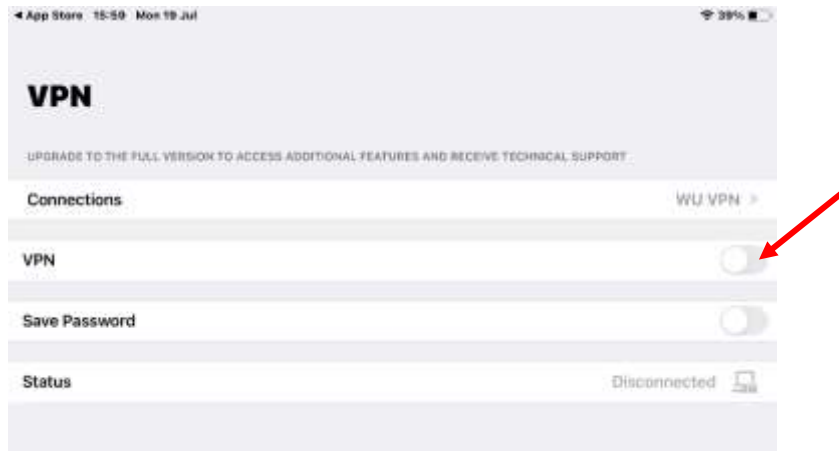 ◀ App Store 15:59 Mon 19 Jul 39%
VPN
UPGRADE TO THE FULL VERSION TO ACCESS ADDITIONAL FEATURES AND RECEIVE TECHNICAL SUPPORT
Connections WU VPN >
VPN
Save Password
Status Disconnected